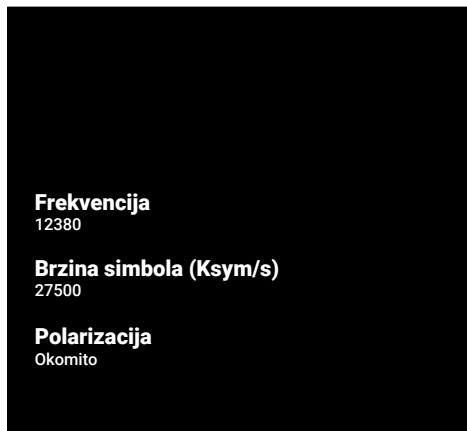 Frekvencija
12380
Brzina simbola (Ksym/s)
27500
Polarizacija
Okomito